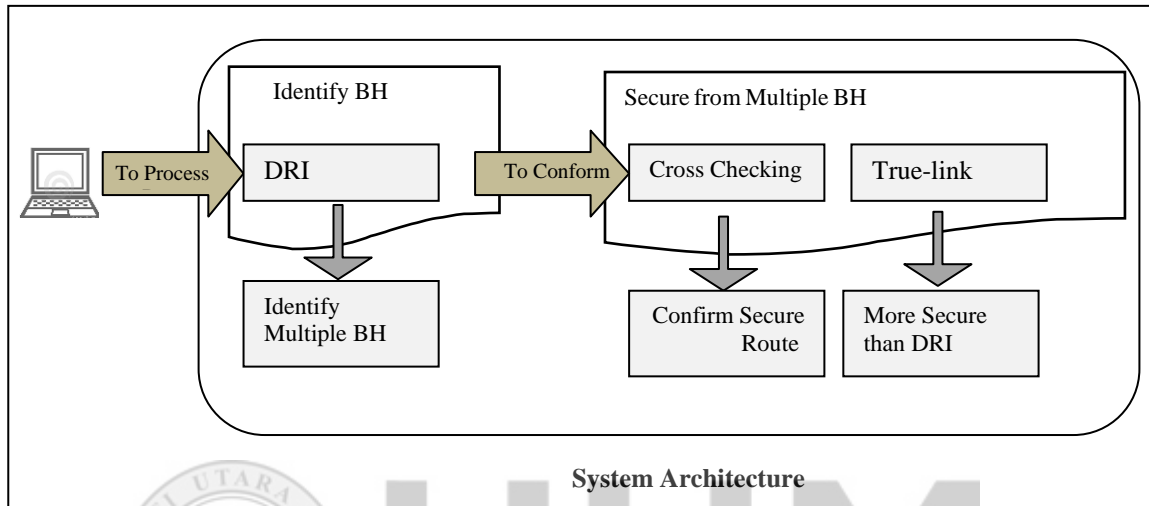 Identify BH
Secure from Multiple BH
To Process
DRI
To Conform
Cross Checking
True-link
Identify
Multiple BH
Confirm Secure
Route
More Secure
than DRI
System Architecture
UTARA